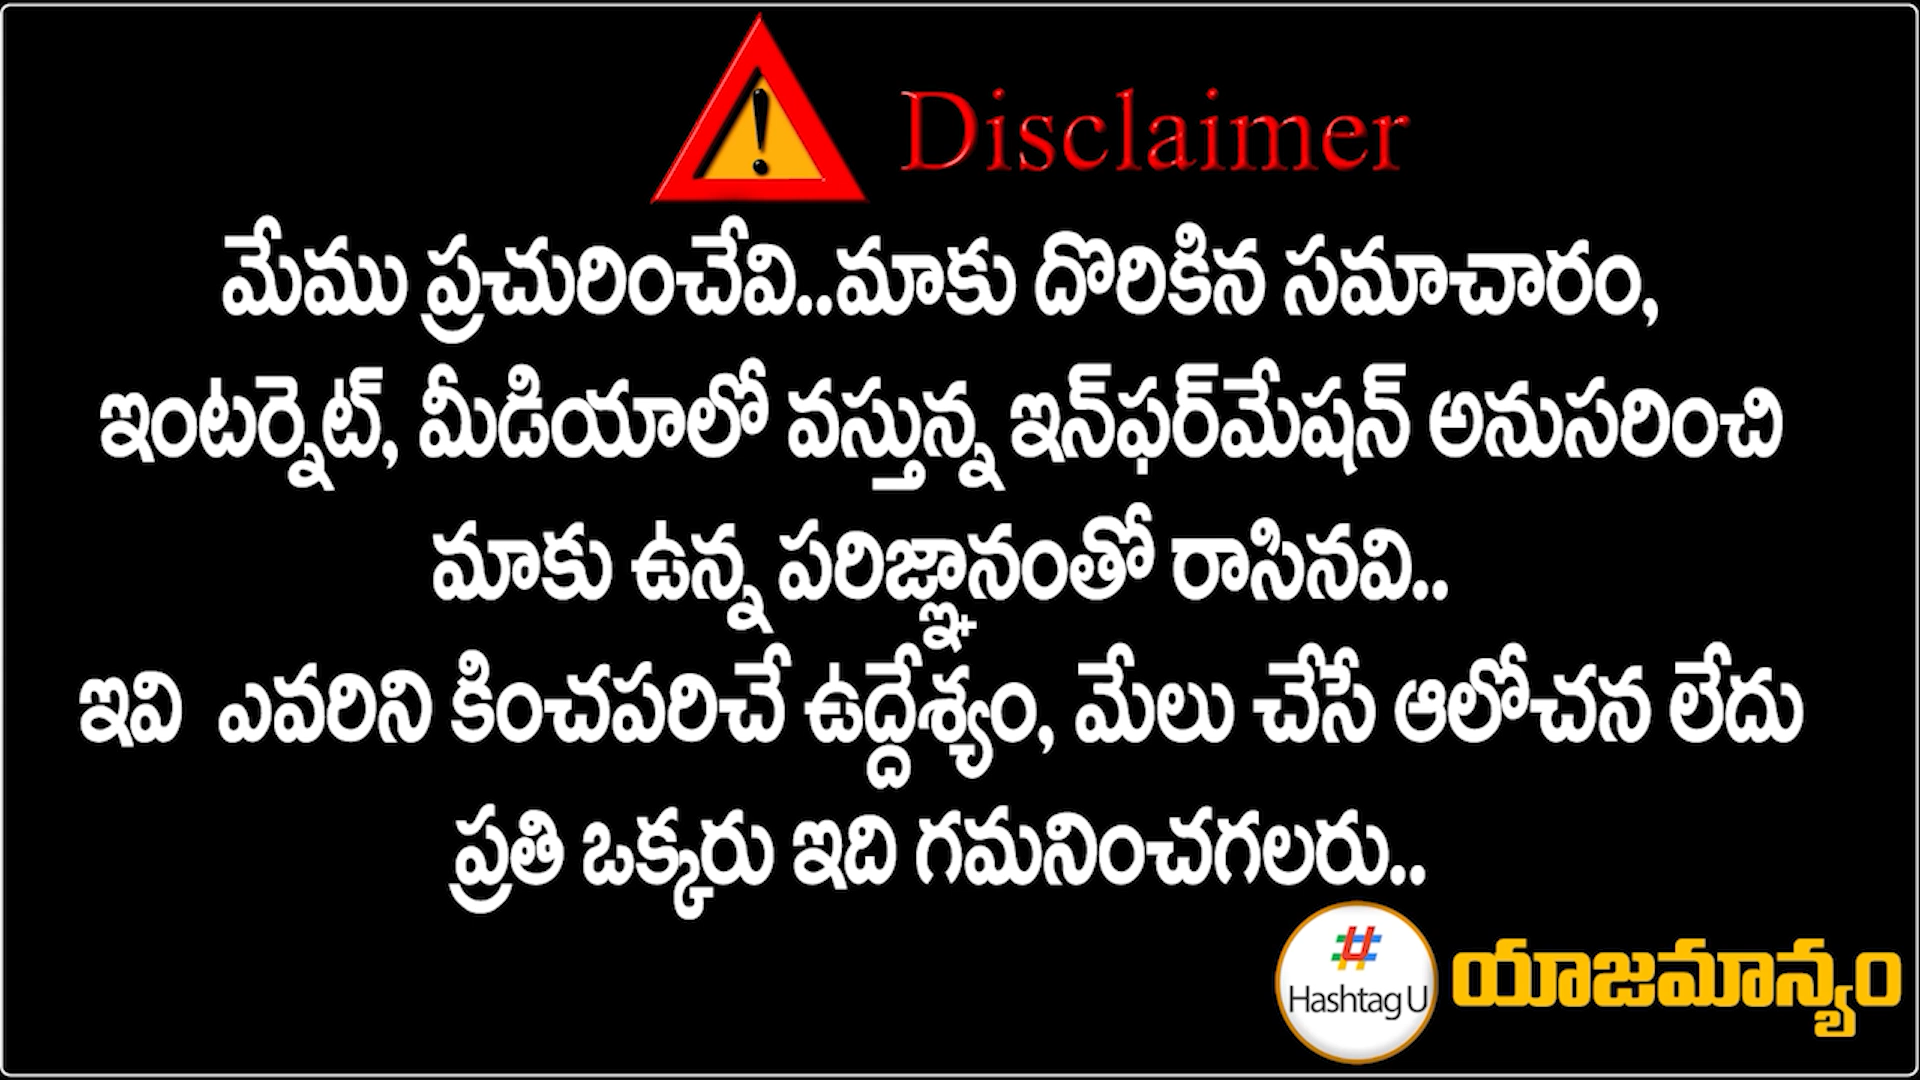 Disclaimer
మేము ప్రచురించేవి..మాకు దొరికిన సమాచారం,
ఇంటర్నెట్, మీడియాలో వస్తున్న ఇన్‌ఫర్‌మేషన్ అనుసరించి
మాకు ఉన్న పరిజ్ఞానంతో రాసినవి..
ఇవి ఎవరిని కించపరిచే ఉద్దేశ్యం, మేలు చేసే ఆలోచన లేదు
ప్రతి ఒక్కరు ఇది గమనించగలరు..
# Hashtag U
యాజమాన్యం